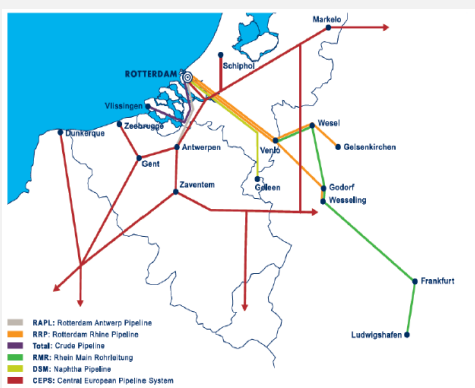 Markelo
Schiphol
ROTTERDAM
Vlissingen
Zeebrugge
Dunkerque
Wesel
Antwerpen
Venlo
Gelsenkirchen
Gent
Zaventem
Geleen
Godorf
Wesseling
Frankfurt
Ludwigshafen
RAPL: Rotterdam Antwerp Pipeline
RRP: Rotterdam Rhine Pipeline
Total: Crude Pipeline
RMR: Rhein Main Rohrleitung
DSM: Naphtha Pipeline
CEPS: Central European Pipeline System